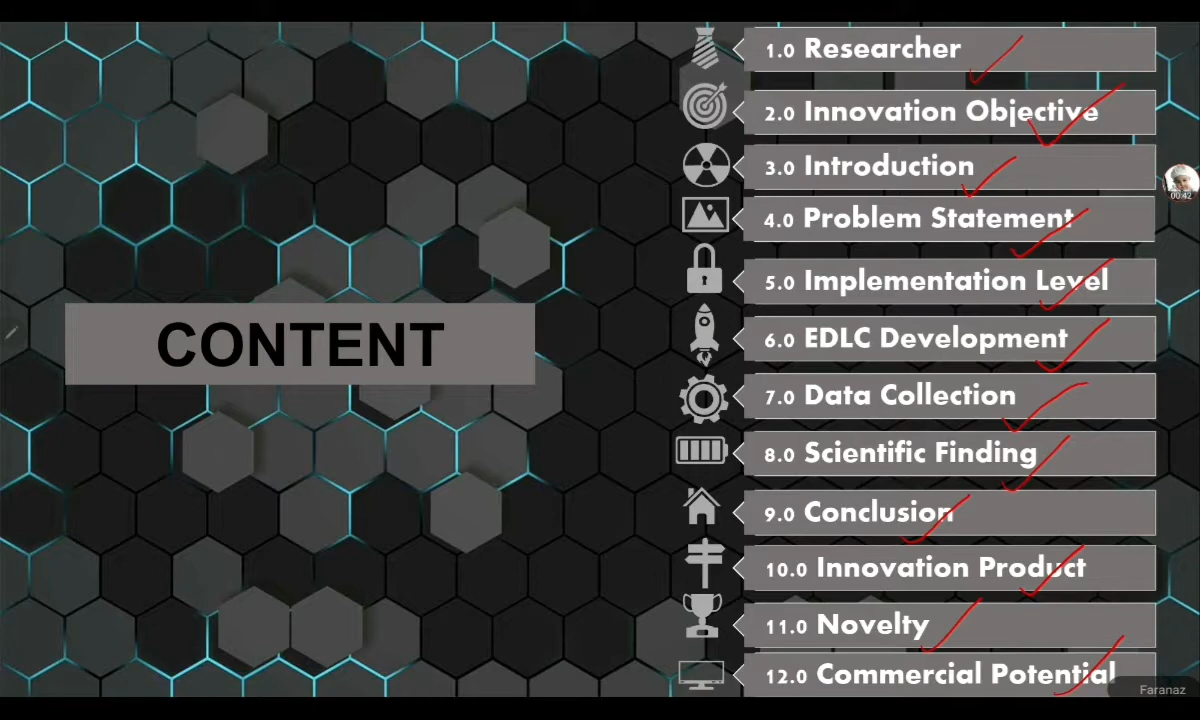 CONTENT
1.0 Researcher
2.0 Innovation Objective
3.0 Introduction
4.0 Problem Statement
5.0 Implementation Level
6.0 EDLC Development
7.0 Data Collection
8.0 Scientific Finding
9.0 Conclusion
10.0 Innovation Product
11.0 Novelty
12.0 Commercial Potential
00:42
Faranaz